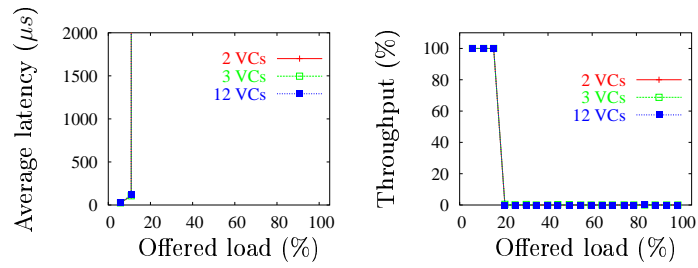 Average latency (μs)
2000
1500
1000
500
0
0 20 40 60 80 100
Offered load (%)
2 VCs
3 VCs
12 VCs
Throughput (%)
100
80
60
40
20
0
0 20 40 60 80 100
Offered load (%)
2 VCs
3 VCs
12 VCs